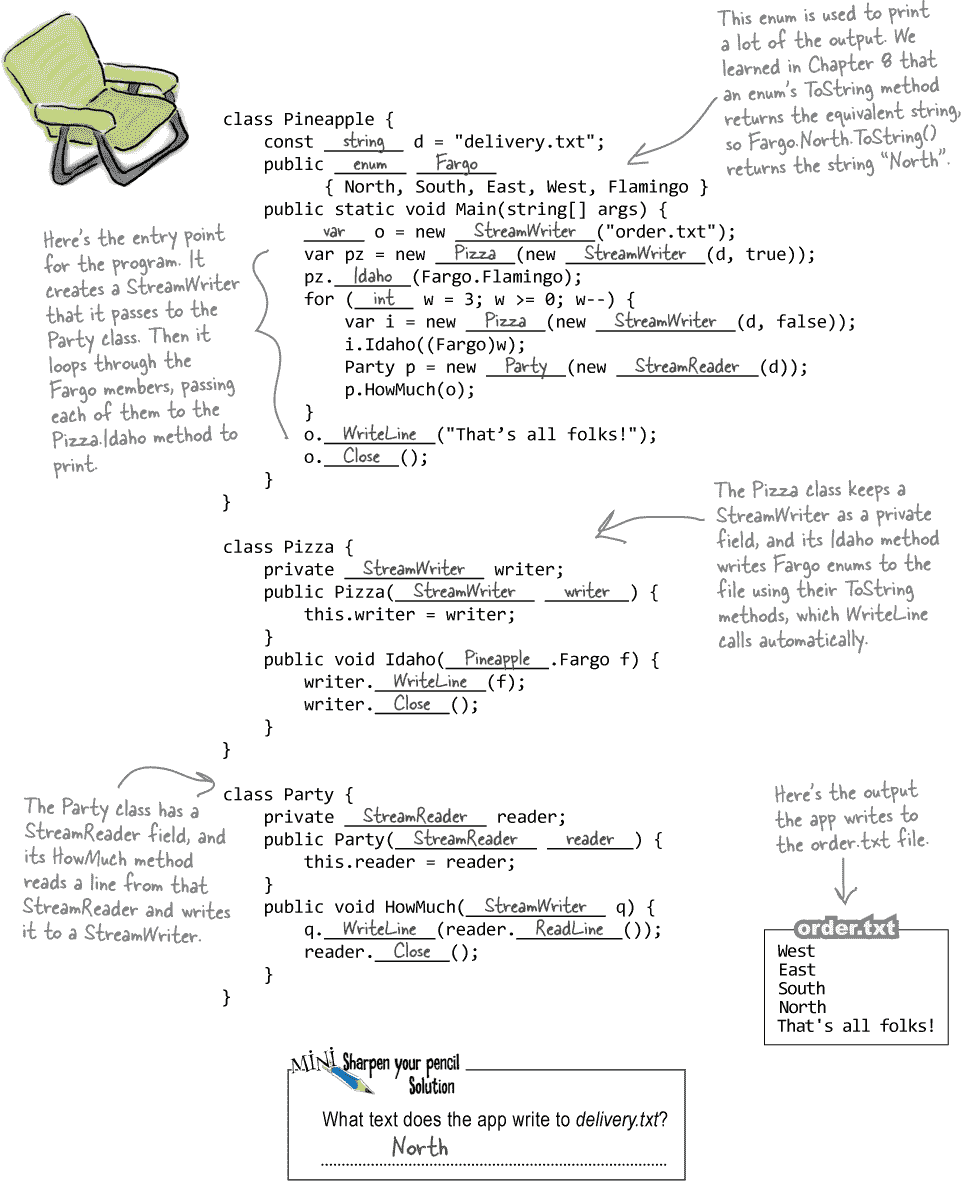 This enum is used to print
a lot of the output. We
learned in Chapter 8 that
an enum's ToString method
returns the equivalent string,
so Fargo.North.ToString()
returns the string "North".
class Pineapple {
const string d = "delivery.txt";
public enum Fargo
{ North, South, East, West, Flamingo }
public static void Main(string[] args) {
var o = new StreamWriter ("order.txt");
var pz = new Pizza (new StreamWriter (d, true));
pz. Idaho (Fargo.Flamingo);
for ( int w = 3; w >= 0; w--) {
var i = new Pizza (new StreamWriter (d, false));
i.Idaho((Fargo)w);
Party p = new Party (new StreamReader (d));
p.HowMuch(o);
}
o. WriteLine ("That's all folks!");
o. Close ();
}
}
Here's the entry point
for the program. It
creates a StreamWriter
that it passes to the
Party class. Then it
loops through the
Fargo members, passing
each of them to the
Pizza.Idaho method to
print.
class Pizza {
private StreamWriter writer;
public Pizza( StreamWriter writer ) {
this.writer = writer;
}
public void Idaho( Pineapple .Fargo f) {
writer. WriteLine (f);
writer. Close ();
}
}
The Pizza class keeps a
StreamWriter as a private
field, and its Idaho method
writes Fargo enums to the
file using their ToString
methods, which WriteLine
calls automatically.
class Party {
private StreamReader reader;
public Party( StreamReader reader ) {
this.reader = reader;
}
public void HowMuch( StreamWriter q) {
q. WriteLine (reader. ReadLine ());
reader. Close ();
}
}
The Party class has a
StreamReader field, and
its HowMuch method
reads a line from that
StreamReader and writes
it to a StreamWriter.
Here's the output
the app writes to
the order.txt file.
order.txt
West
East
South
North
That's all folks!
MINI Sharpen your pencil
Solution
What text does the app write to delivery.txt?
North